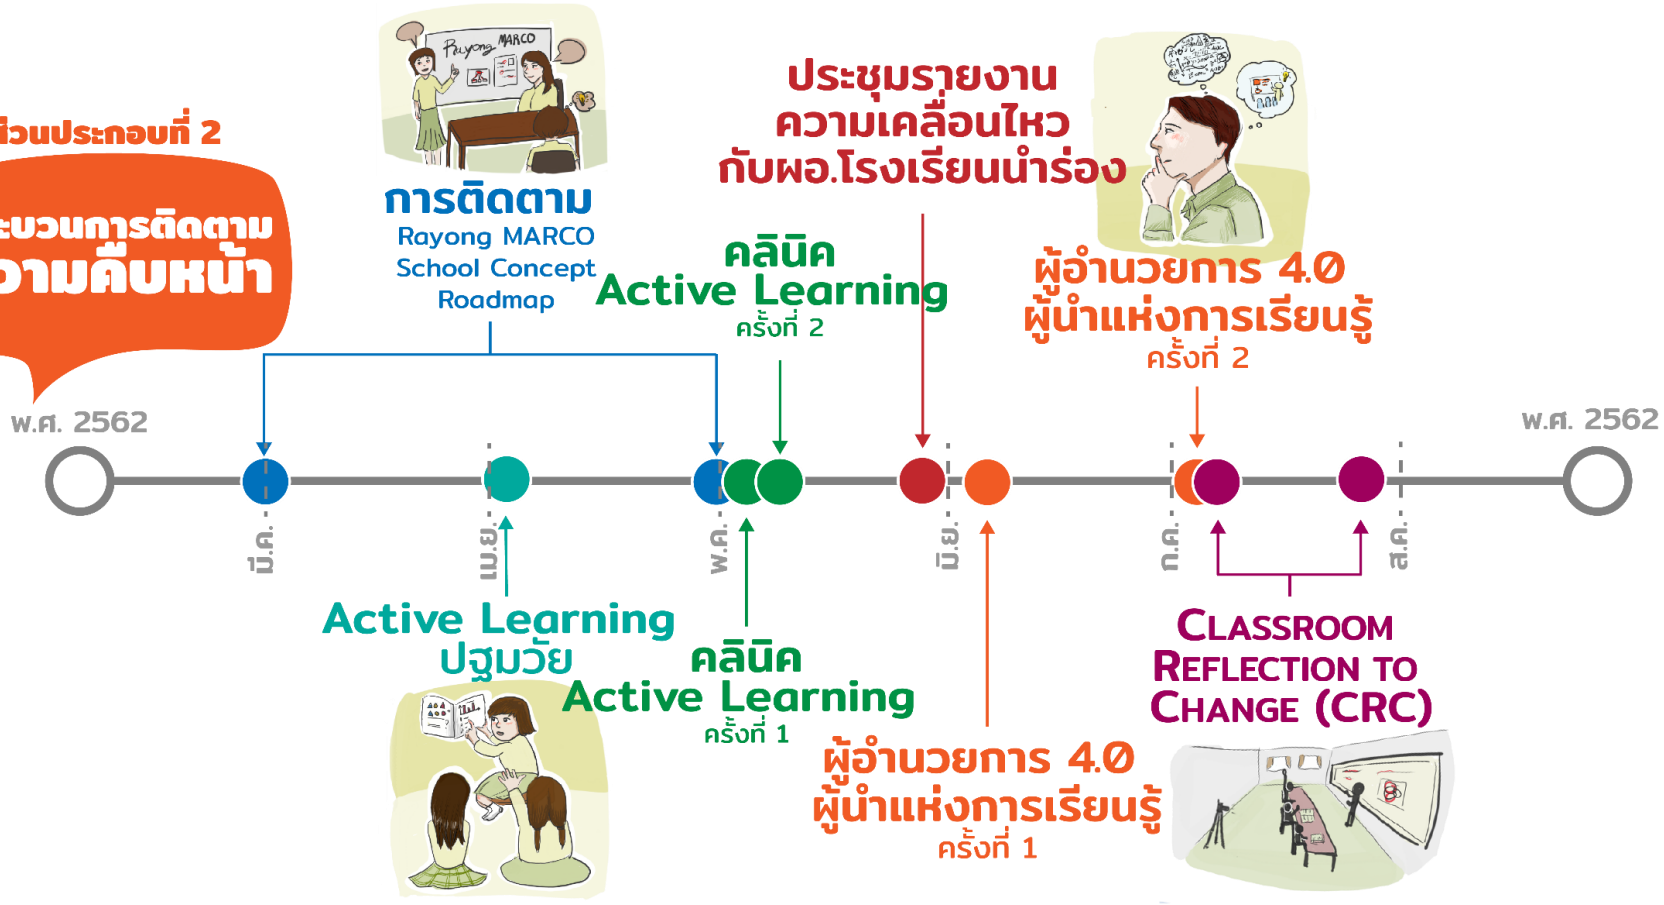 ส่วนประกอบที่ 2
ะบวนการติดตาม
วามคืบหน้า
Rayong MARCO
การติดตาม
Rayong MARCO
School Concept
Roadmap
คลินิค
Active Learning
ครั้งที่ 2
ประชุมรายงาน
ความเคลื่อนไหว
กับผอ.โรงเรียนนำร่อง
ผู้อำนวยการ 4.0
ผู้นำแห่งการเรียนรู้
ครั้งที่ 2
พ.ศ. 2562
พ.ศ. 2562
มี.ค.
เม.ย.
พ.ค.
มิ.ย.
ก.ค.
ส.ค.
Active Learning
ปฐมวัย
คลินิค
Active Learning
ครั้งที่ 1
ผู้อำนวยการ 4.0
ผู้นำแห่งการเรียนรู้
ครั้งที่ 1
CLASSROOM
REFLECTION TO
CHANGE (CRC)